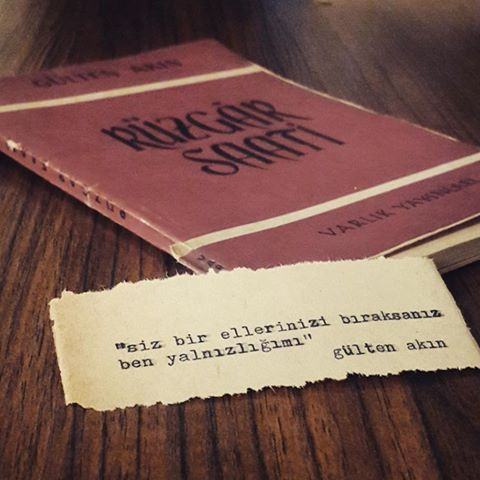 GÜLTEN AKIN
RÜZGÂR
SAATİ
VARLIK YAYINLARI
"siz bir ellerinizi bıraksanız
ben yalnızlığımı" gülten akın